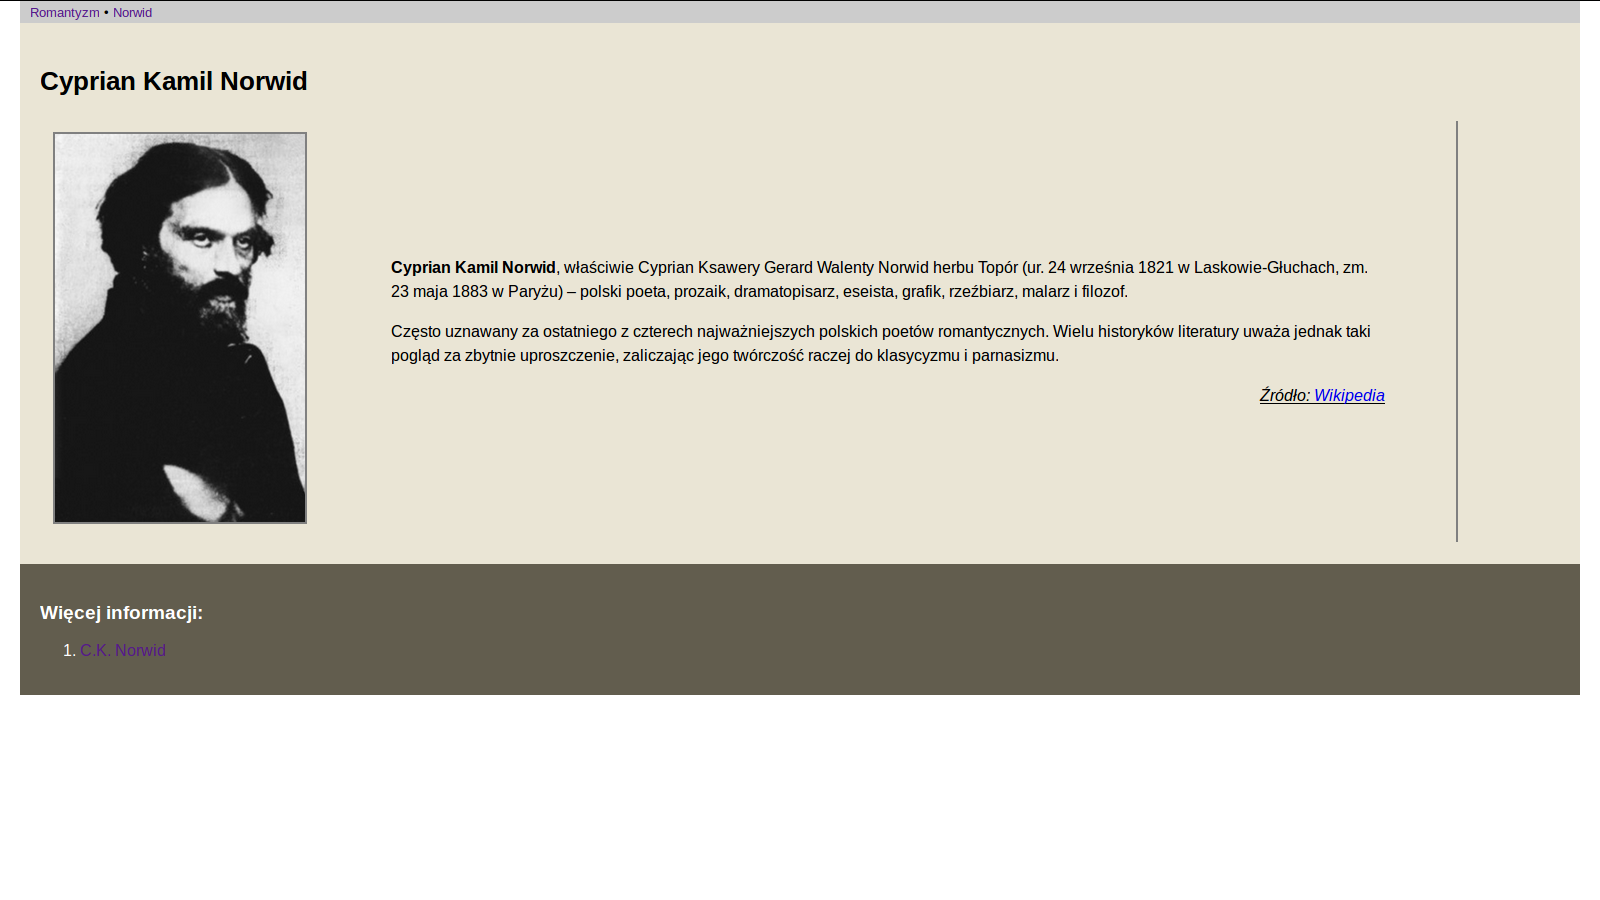 Romantyzm • Norwid
Cyprian Kamil Norwid
Cyprian Kamil Norwid, właściwie Cyprian Ksawery Gerard Walenty Norwid herbu Topór (ur. 24 września 1821 w Laskowie-Głuchach, zm.
23 maja 1883 w Paryżu) – polski poeta, prozaik, dramatopisarz, eseista, grafik, rzeźbiarz, malarz i filozof.
Często uznawany za ostatniego z czterech najważniejszych polskich poetów romantycznych. Wielu historyków literatury uważa jednak taki
pogląd za zbytnie uproszczenie, zaliczając jego twórczość raczej do klasycyzmu i parnasizmu.
Źródło: Wikipedia
Więcej informacji:
1. C.K. Norwid